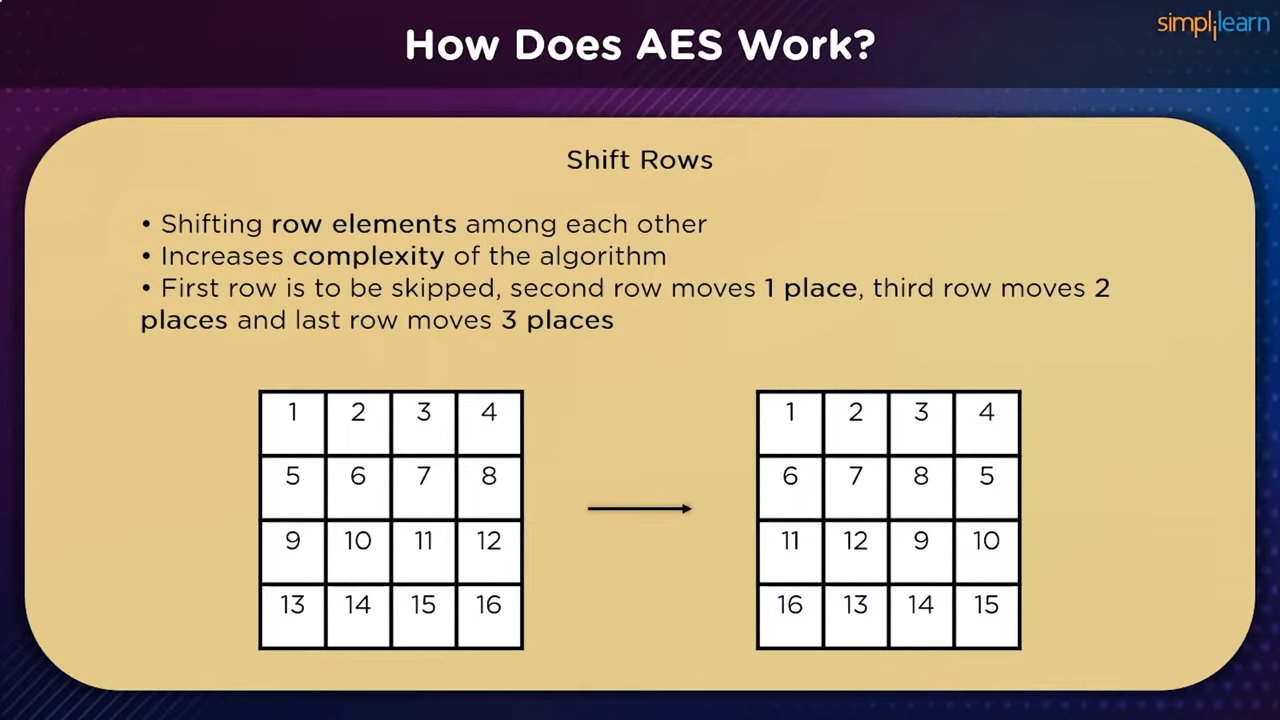 How Does AES Work?
simplilearn
Shift Rows
• Shifting row elements among each other
• Increases complexity of the algorithm
• First row is to be skipped, second row moves 1 place, third row moves 2
places and last row moves 3 places
1 2 3 4
5 6 7 8
9 10 11 12
13 14 15 16
1 2 3 4
6 7 8 5
11 12 9 10
16 13 14 15